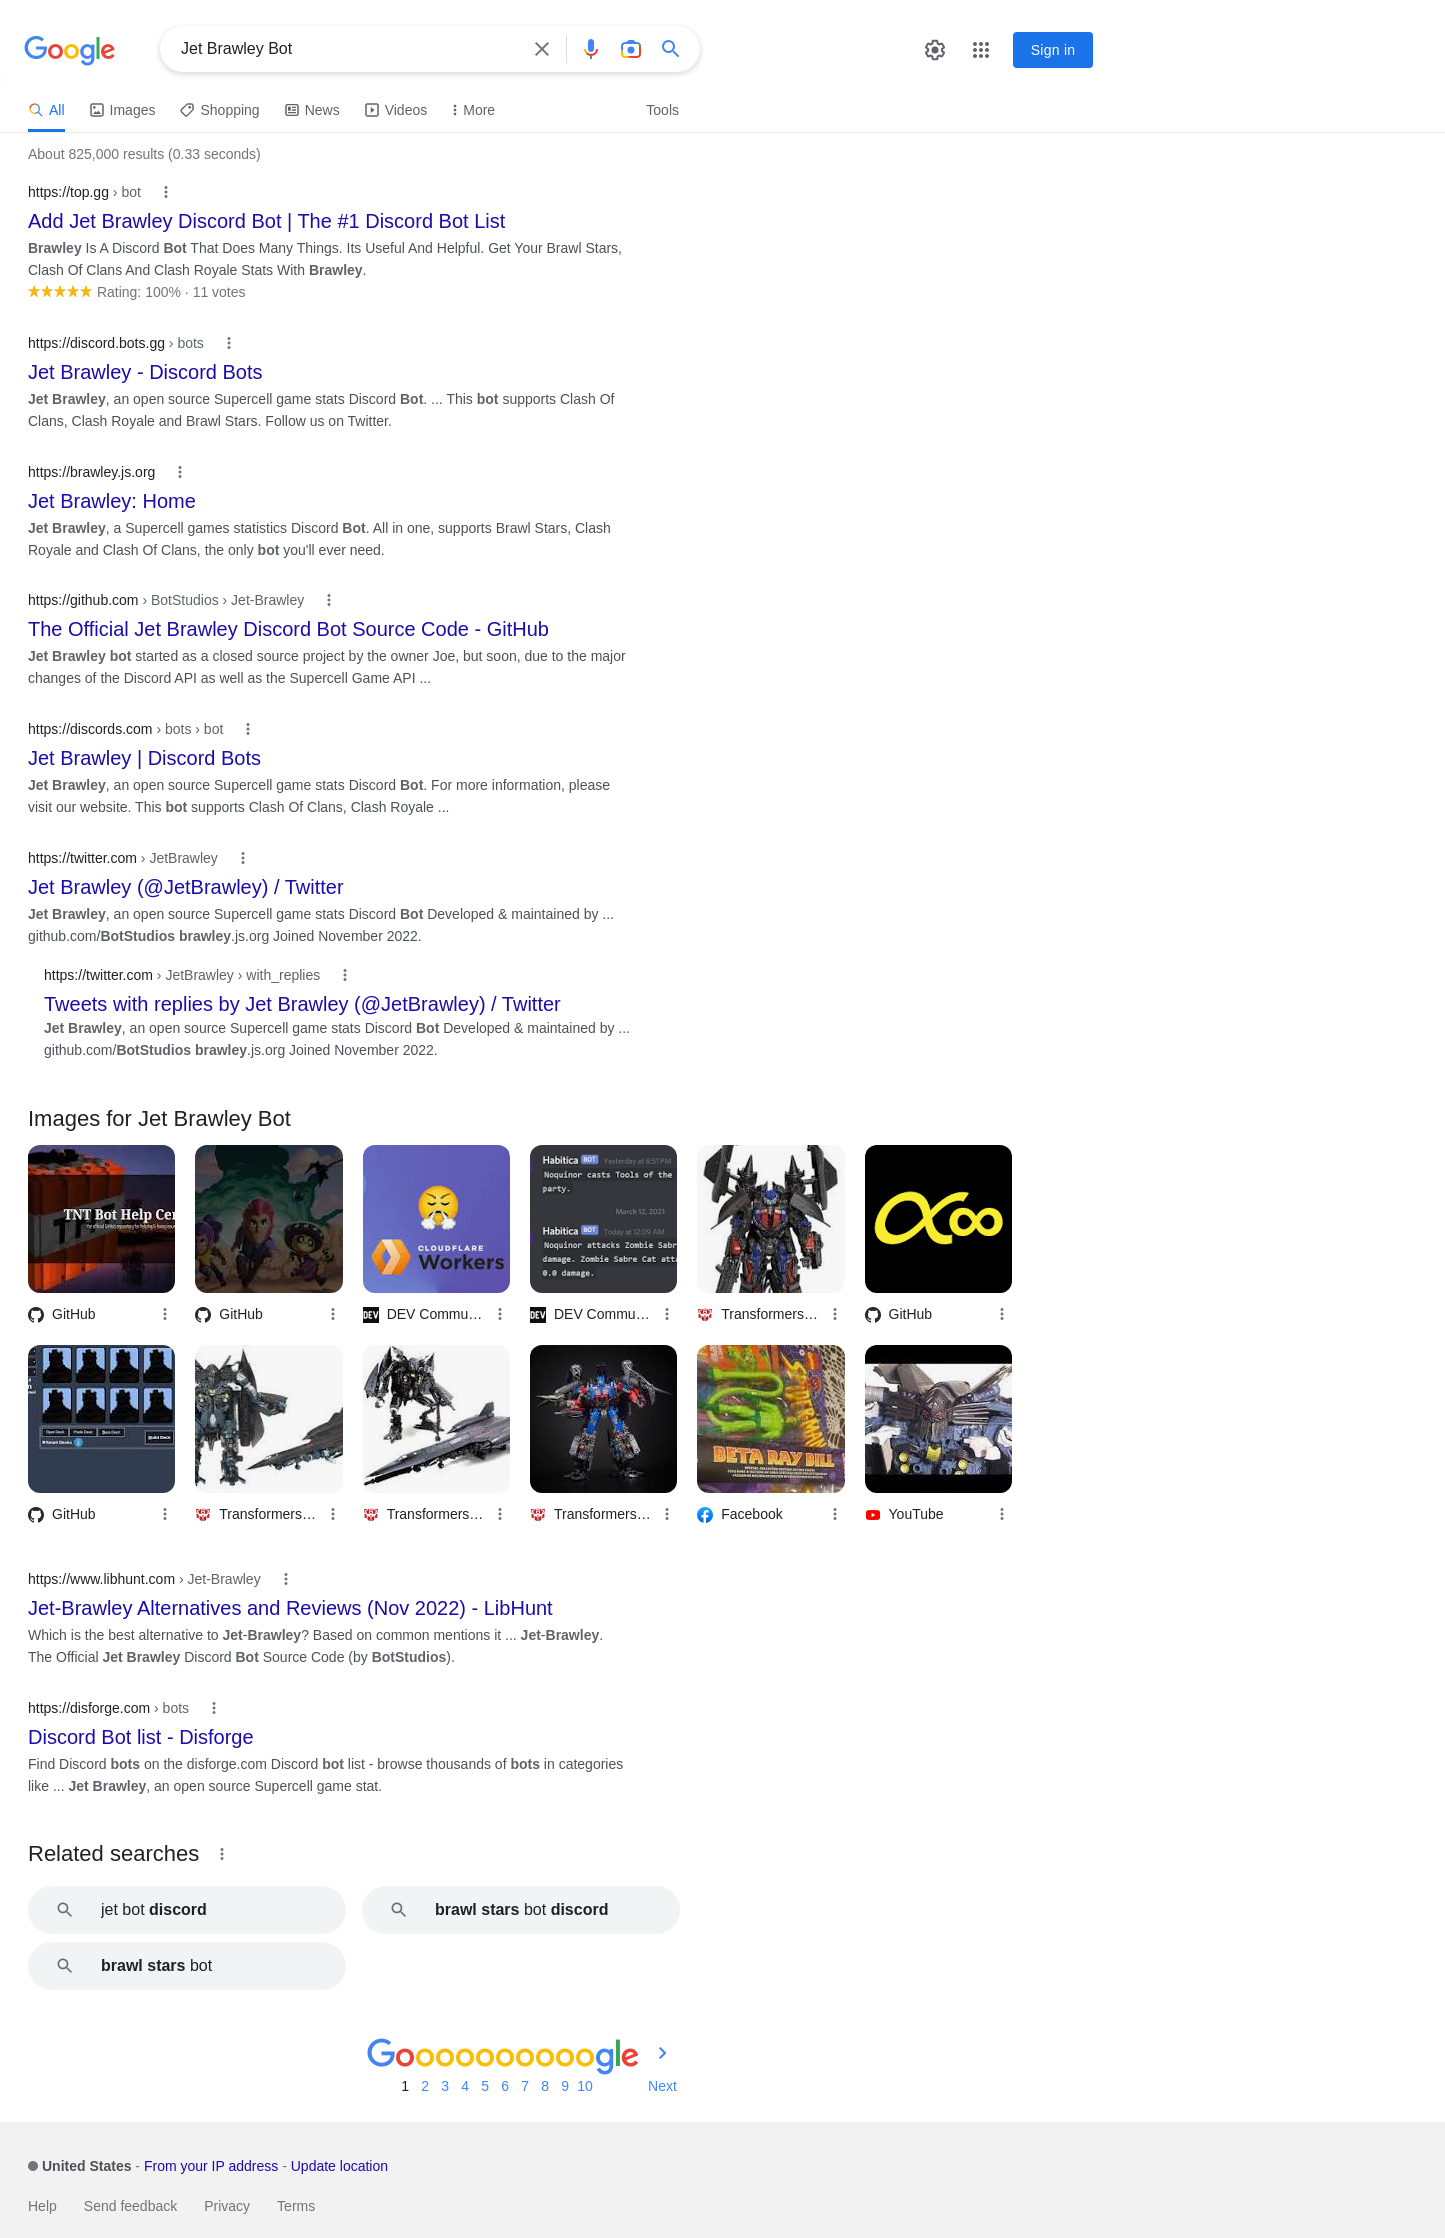 Google
Jet Brawley Bot
Sign in
All
Images
Shopping
News
Videos
More
Tools
About 825,000 results (0.33 seconds)
https://top.gg › bot
Add Jet Brawley Discord Bot | The #1 Discord Bot List
Brawley Is A Discord Bot That Does Many Things. Its Useful And Helpful. Get Your Brawl Stars,
Clash Of Clans And Clash Royale Stats With Brawley.
Rating: 100% · 11 votes
https://discord.bots.gg › bots
Jet Brawley - Discord Bots
Jet Brawley, an open source Supercell game stats Discord Bot. ... This bot supports Clash Of
Clans, Clash Royale and Brawl Stars. Follow us on Twitter.
https://brawley.js.org
Jet Brawley: Home
Jet Brawley, a Supercell games statistics Discord Bot. All in one, supports Brawl Stars, Clash
Royale and Clash Of Clans, the only bot you'll ever need.
https://github.com › BotStudios › Jet-Brawley
The Official Jet Brawley Discord Bot Source Code - GitHub
Jet Brawley bot started as a closed source project by the owner Joe, but soon, due to the major
changes of the Discord API as well as the Supercell Game API ...
https://discords.com › bots › bot
Jet Brawley | Discord Bots
Jet Brawley, an open source Supercell game stats Discord Bot. For more information, please
visit our website. This bot supports Clash Of Clans, Clash Royale ...
https://twitter.com › JetBrawley
Jet Brawley (@JetBrawley) / Twitter
Jet Brawley, an open source Supercell game stats Discord Bot Developed & maintained by ...
github.com/BotStudios brawley.js.org Joined November 2022.
https://twitter.com › JetBrawley › with_replies
Tweets with replies by Jet Brawley (@JetBrawley) / Twitter
Jet Brawley, an open source Supercell game stats Discord Bot Developed & maintained by ...
github.com/BotStudios brawley.js.org Joined November 2022.
Images for Jet Brawley Bot
TNT Bot Help Cen
CLOUDFLARE
Workers
Habitica BOT Yesterday at 8:51 PM
Noquinor casts Tools of the
party.
March 12, 2021
Habitica BOT Today at 12:09 AM
Noquinor attacks Zombie Sabr
damage. Zombie Sabre Cat atta
0.0 damage.
GitHub
GitHub
DEV DEV Commu...
DEV DEV Commu...
Transformers...
GitHub
Build Deck
BETA RAY BILL
GitHub
Transformers...
Transformers...
Transformers...
Facebook
YouTube
https://www.libhunt.com › Jet-Brawley
Jet-Brawley Alternatives and Reviews (Nov 2022) - LibHunt
Which is the best alternative to Jet-Brawley? Based on common mentions it ... Jet-Brawley.
The Official Jet Brawley Discord Bot Source Code (by BotStudios).
https://disforge.com › bots
Discord Bot list - Disforge
Find Discord bots on the disforge.com Discord bot list - browse thousands of bots in categories
like ... Jet Brawley, an open source Supercell game stat.
Related searches
jet bot discord
brawl stars bot discord
brawl stars bot
Goooooooooogle
1 2 3 4 5 6 7 8 9 10 Next
United States - From your IP address - Update location
Help Send feedback Privacy Terms